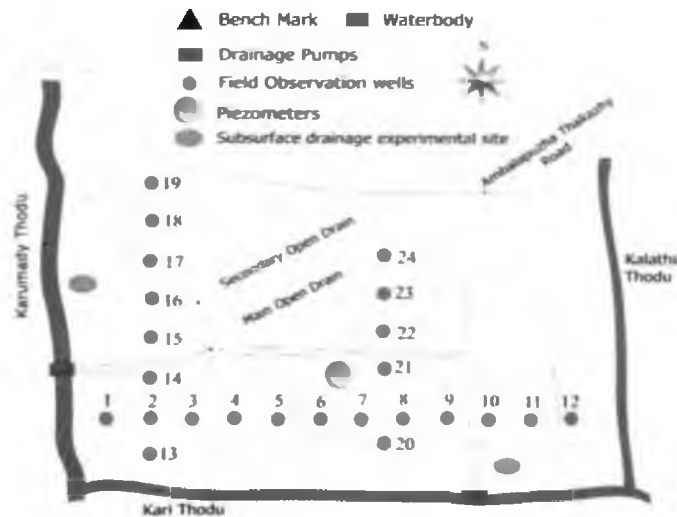 Bench Mark
Waterbody
Drainage Pumps
N
Field Observation wells
Piezometers
Subsurface drainage experimental site
Ambalapuzha Thakazhy
Road
Karumady Thodu
19
18
Secondary Open Drain
17
24
Kalathil
Thodu
16
Main Open Drain
23
15
22
14
21
1 2 3 4 5 6 7 8 9 10 11 12
13
20
Kari Thodu